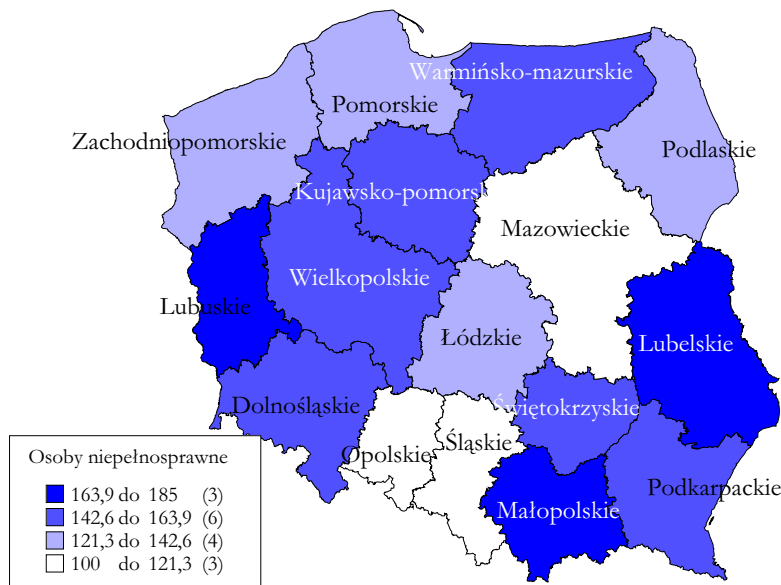 Warmińsko-mazurskie
Pomorskie
Zachodniopomorskie
Podlaskie
Kujawsko-pomorsk
Mazowieckie
Wielkopolskie
Lubuskie
Łódzkie
Lubelskie
Dolnośląskie
Świętokrzyskie
Śląskie
Opolskie
Podkarpackie
Małopolskie
Osoby niepełnosprawne
163,9 do 185 (3)
142,6 do 163,9 (6)
121,3 do 142,6 (4)
100 do 121,3 (3)